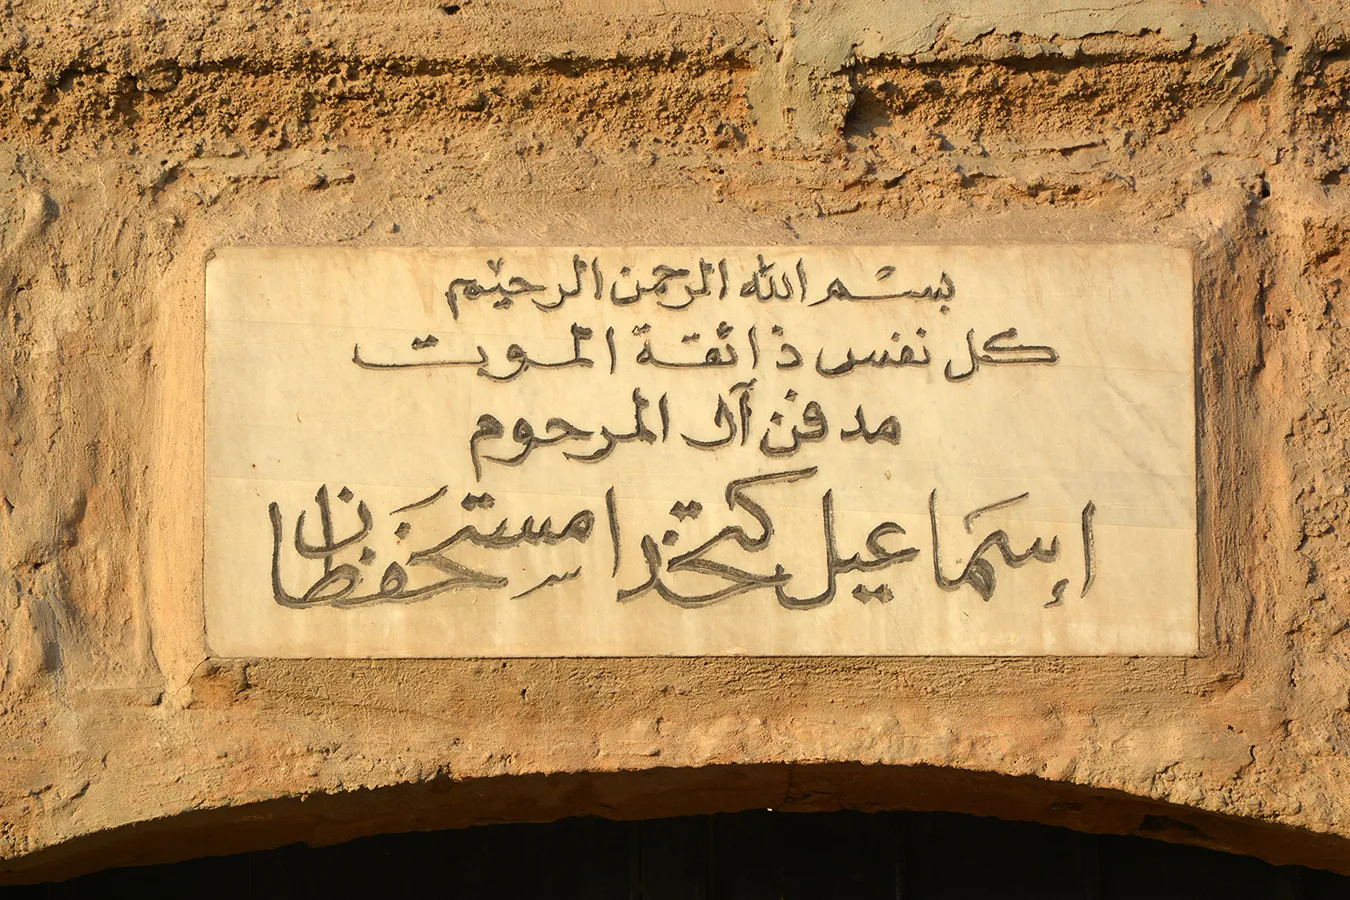 بسم الله الرحمن الرحيم
كل نفس ذائقة الموت
مدفن آل المرحوم
إسماعيل كتخدا مستحفظان